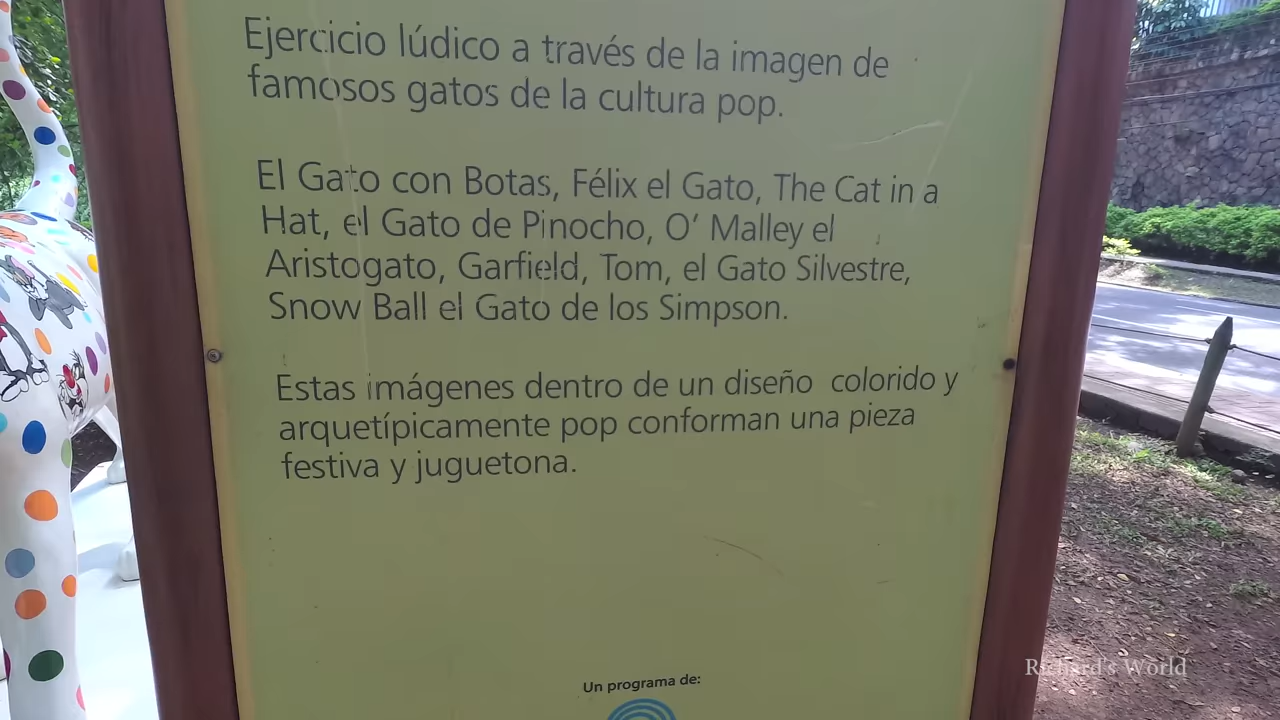 Ejercicio lúdico a través de la imagen de
famosos gatos de la cultura pop.
El Gato con Botas, Félix el Gato, The Cat in a
Hat, el Gato de Pinocho, O' Malley el
Aristogato, Garfield, Tom, el Gato Silvestre,
Snow Ball el Gato de los Simpson.
Estas imágenes dentro de un diseño colorido y
arquetípicamente pop conforman una pieza
festiva y juguetona.
Un programa de:
Richard's World